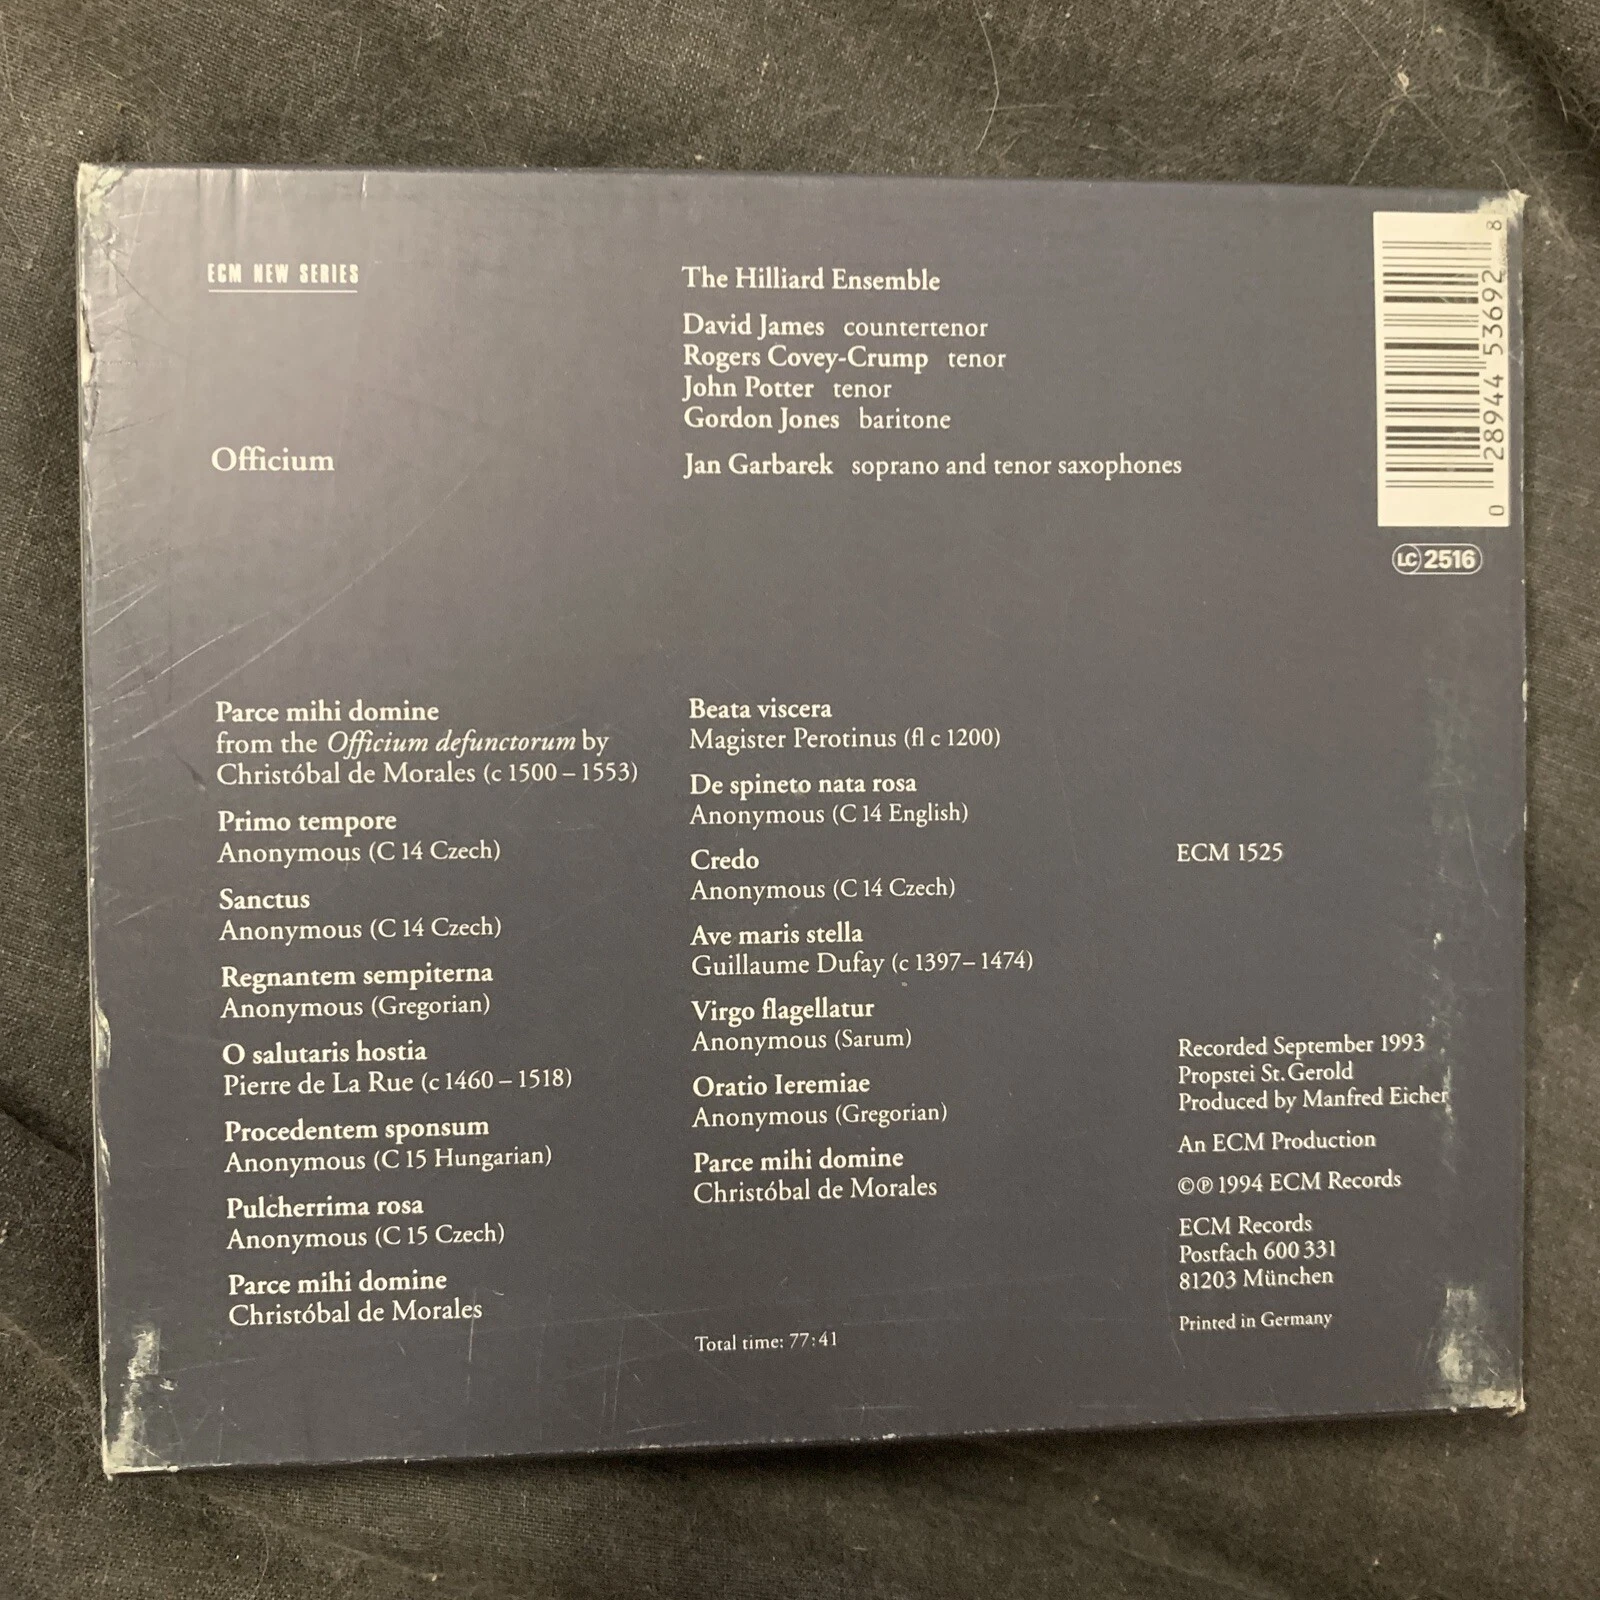 ECM NEW SERIES
Officium
The Hilliard Ensemble
David James countertenor
Rogers Covey-Crump tenor
John Potter tenor
Gordon Jones baritone
Jan Garbarek soprano and tenor saxophones
0 28944 53692 8
LC 2516
Parce mihi domine
from the Officium defunctorum by
Christóbal de Morales (c 1500 – 1553)
Primo tempore
Anonymous (C 14 Czech)
Sanctus
Anonymous (C 14 Czech)
Regnantem sempiterna
Anonymous (Gregorian)
O salutaris hostia
Pierre de La Rue (c 1460 – 1518)
Procedentem sponsum
Anonymous (C 15 Hungarian)
Pulcherrima rosa
Anonymous (C 15 Czech)
Parce mihi domine
Christóbal de Morales
Beata viscera
Magister Perotinus (fl c 1200)
De spineto nata rosa
Anonymous (C 14 English)
Credo
Anonymous (C 14 Czech)
Ave maris stella
Guillaume Dufay (c 1397 – 1474)
Virgo flagellatur
Anonymous (Sarum)
Oratio Ieremiae
Anonymous (Gregorian)
Parce mihi domine
Christóbal de Morales
Total time: 77:41
ECM 1525
Recorded September 1993
Propstei St. Gerold
Produced by Manfred Eicher
An ECM Production
©℗ 1994 ECM Records
ECM Records
Postfach 600 331
81203 München
Printed in Germany